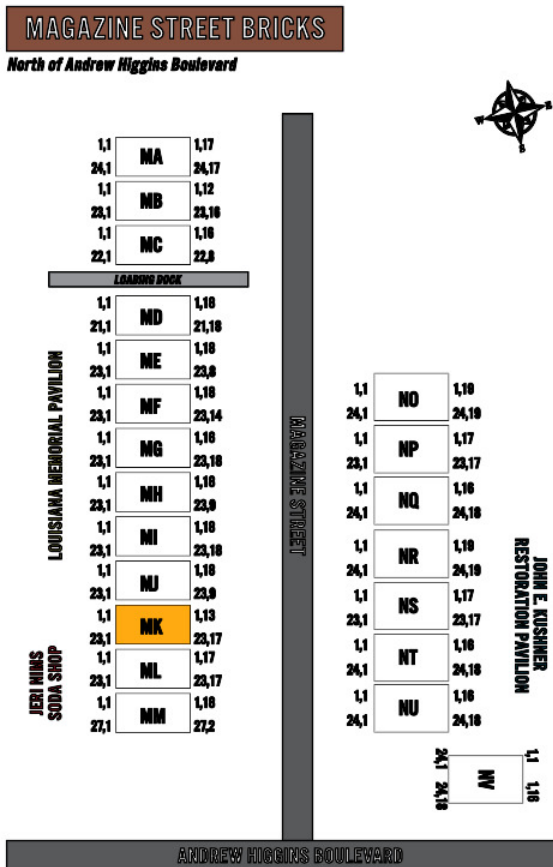 MAGAZINE STREET BRICKS
North of Andrew Higgins Boulevard
N
W
E
S
1,1 MA 1,17
24,1 24,17
1,1 MB 1,12
23,1 23,16
1,1 MC 1,16
22,1 22,8
LOADING DOCK
1,1 MD 1,18
21,1 21,18
1,1 ME 1,18
23,1 23,8
1,1 MF 1,18
23,1 23,14
1,1 MG 1,16
23,1 23,18
1,1 MH 1,18
23,1 23,9
1,1 MI 1,18
23,1 23,18
1,1 MJ 1,18
23,1 23,9
1,1 MK 1,13
23,1 23,17
1,1 ML 1,17
23,1 23,17
1,1 MM 1,18
27,1 27,2
LOUISIANA MEMORIAL PAVILION
JERI NIMS
SODA SHOP
MAGAZINE STREET
1,1 NO 1,19
24,1 24,19
1,1 NP 1,17
23,1 23,17
1,1 NQ 1,16
24,1 24,18
1,1 NR 1,19
24,1 24,19
1,1 NS 1,17
23,1 23,17
1,1 NT 1,16
24,1 24,18
1,1 NU 1,16
24,1 24,18
JOHN E. KUSHNER
RESTORATION PAVILION
24,1 NV 1,1
24,18 1,16
ANDREW HIGGINS BOULEVARD